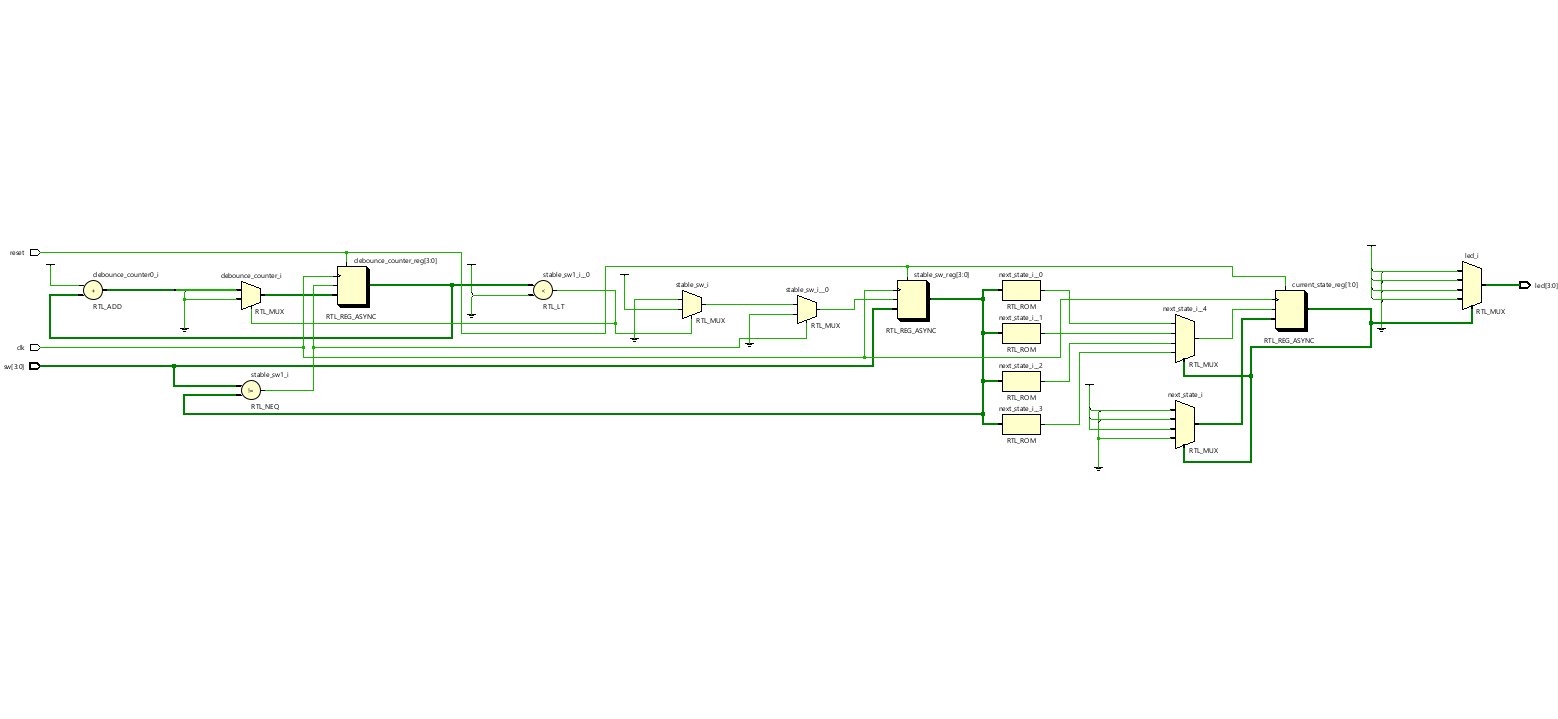 reset
clk
sw[3:0]
debounce_counter0_i
+
RTL_ADD
debounce_counter_i
RTL_MUX
debounce_counter_reg[3:0]
RTL_REG_ASYNC
stable_sw1_i
!=
RTL_NEQ
stable_sw1_i__0
<
RTL_LT
stable_sw_i
RTL_MUX
stable_sw_i__0
RTL_MUX
stable_sw_reg[3:0]
RTL_REG_ASYNC
next_state_i__0
RTL_ROM
next_state_i__1
RTL_ROM
next_state_i__2
RTL_ROM
next_state_i__3
RTL_ROM
next_state_i__4
RTL_MUX
next_state_i
RTL_MUX
current_state_reg[1:0]
RTL_REG_ASYNC
led_i
RTL_MUX
led[3:0]